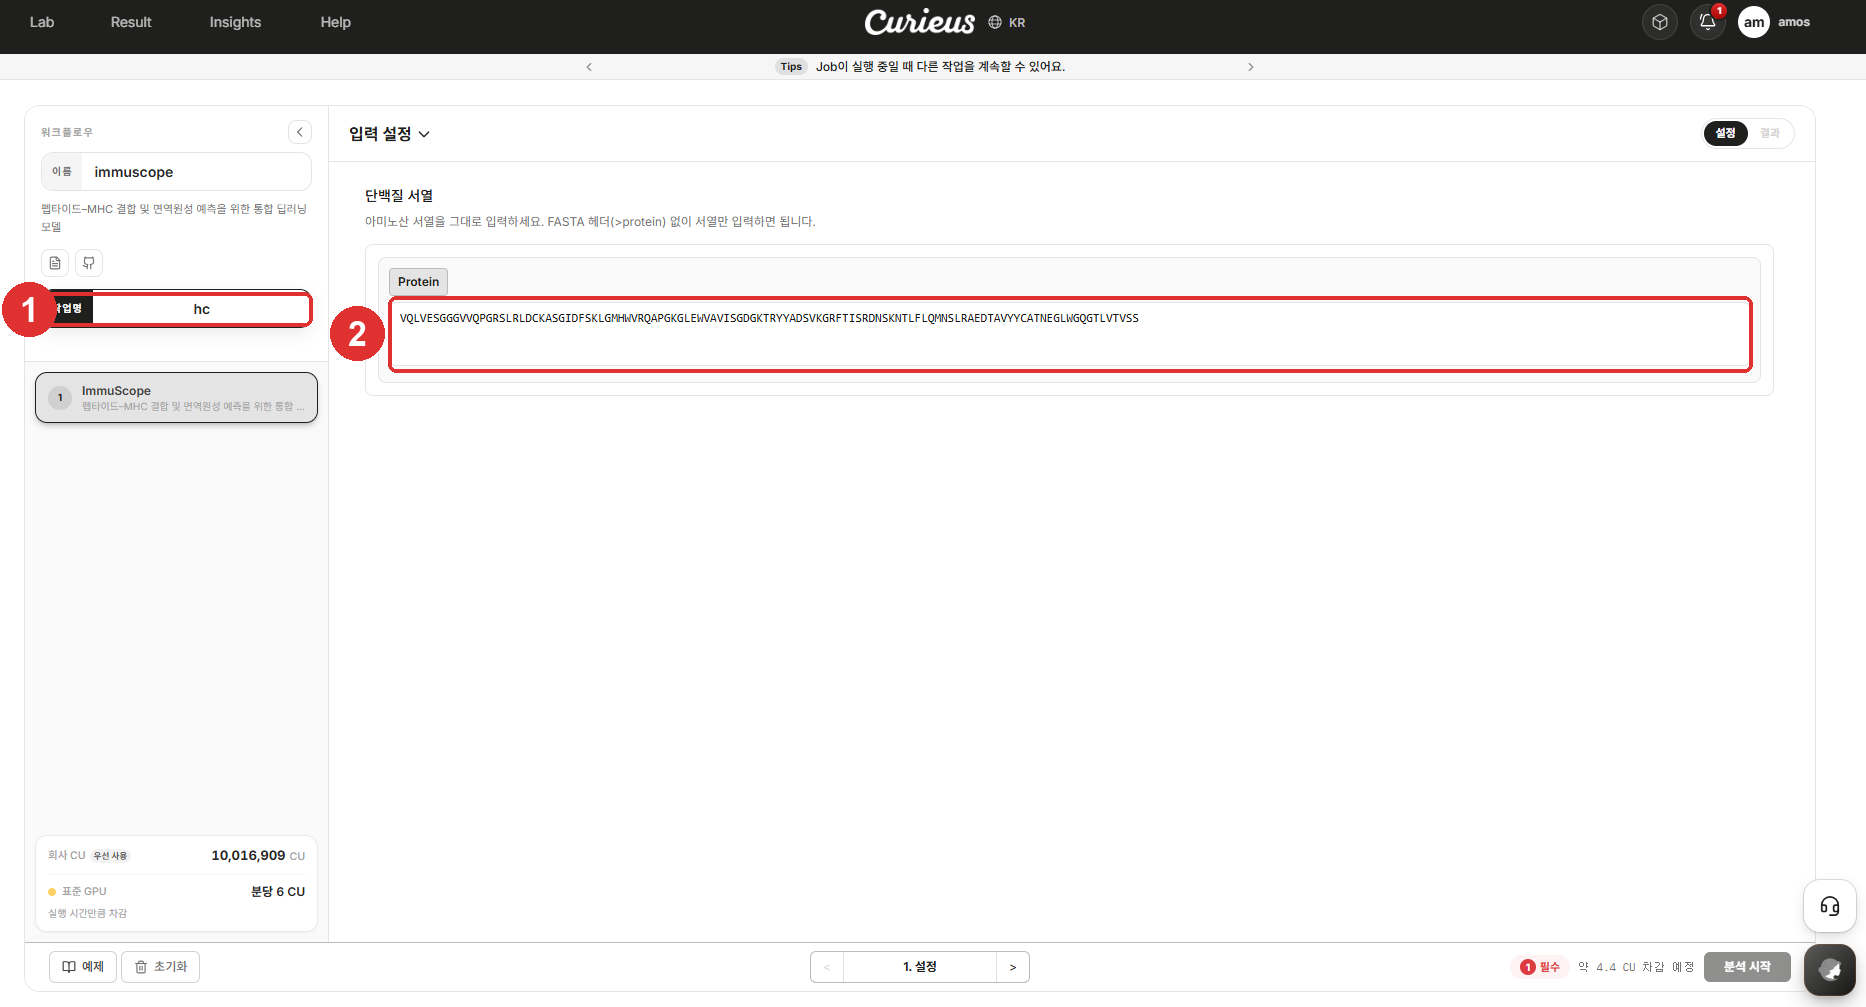 Lab Result Insights Help Curieus KR 1 am amos
Tips Job이 실행 중일 때 다른 작업을 계속할 수 있어요.
워크플로우
이름 immuscope
펩타이드–MHC 결합 및 면역원성 예측을 위한 통합 딥러닝
모델
1 작업명 hc
1 ImmuScope
펩타이드–MHC 결합 및 면역원성 예측을 위한 통합 ...
회사 CU 우선 사용 10,016,909 CU
표준 GPU 분당 6 CU
실행 시간만큼 차감
입력 설정 설정 결과
단백질 서열
아미노산 서열을 그대로 입력하세요. FASTA 헤더(>protein) 없이 서열만 입력하면 됩니다.
Protein
2 VQLVESGGGVVQPGRSLRLDCKASGIDFSKLGMHWVRQAPGKGLEWVAVISGDGKTRYYADSVKGRFTISRDNSKNTLFLQMNSLRAEDTAVYYCATNEGLWGQGTLVTVSS
예제 초기화 < 1. 설정 > 1 필수 약 4.4 CU 차감 예정 분석 시작